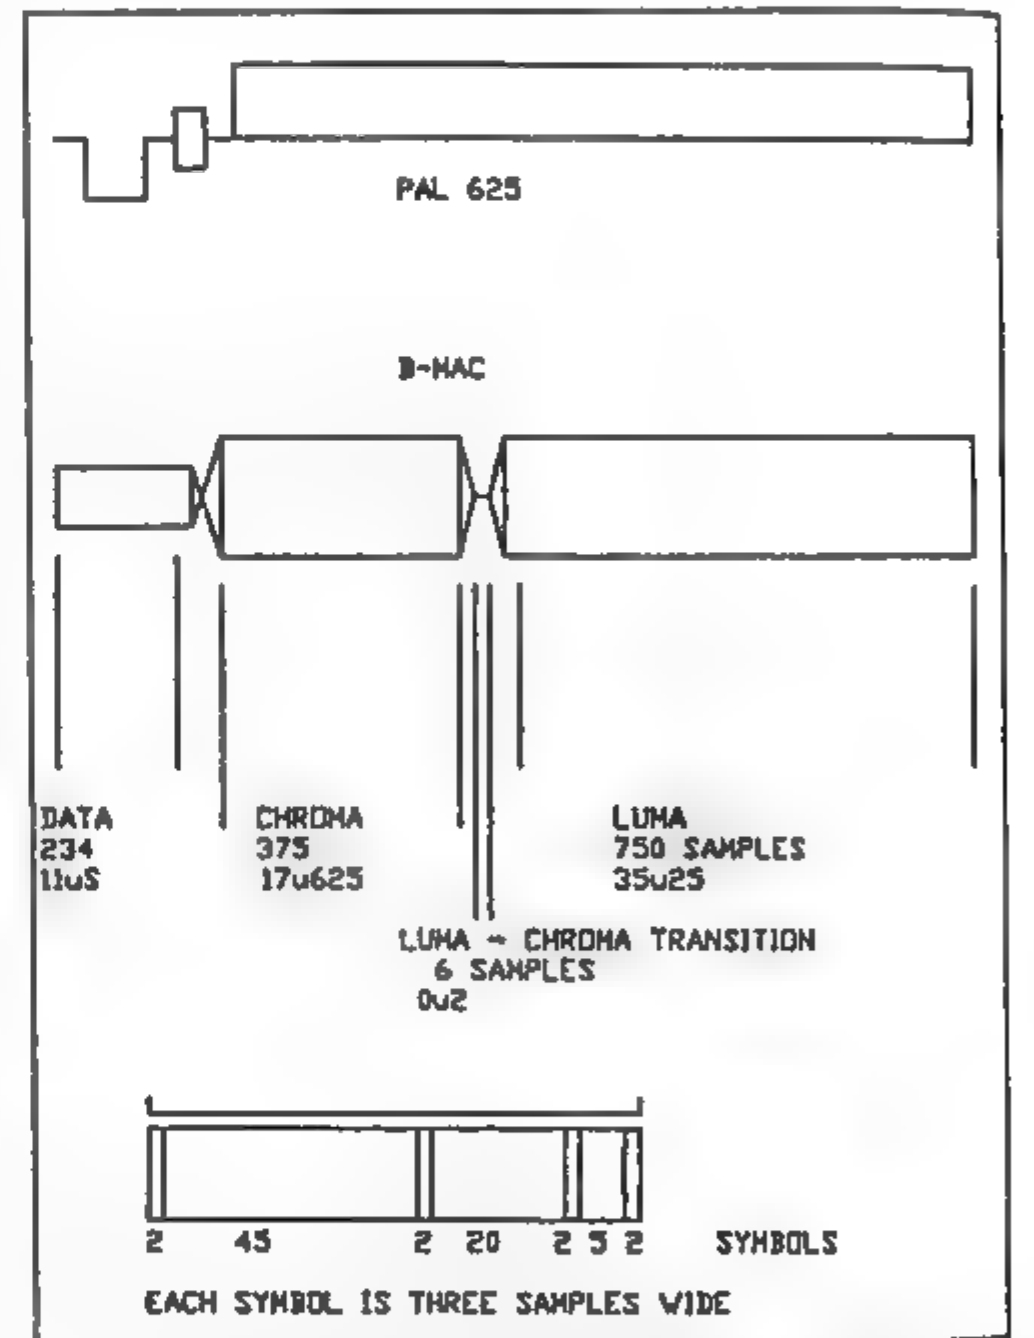 PAL 625
B-MAC
DATA
234
11uS
CHROMA
375
17u625
LUMA
750 SAMPLES
35u25
LUMA - CHROMA TRANSITION
6 SAMPLES
0u2
2 45 2 20 2 5 2 SYMBOLS
EACH SYMBOL IS THREE SAMPLES WIDE